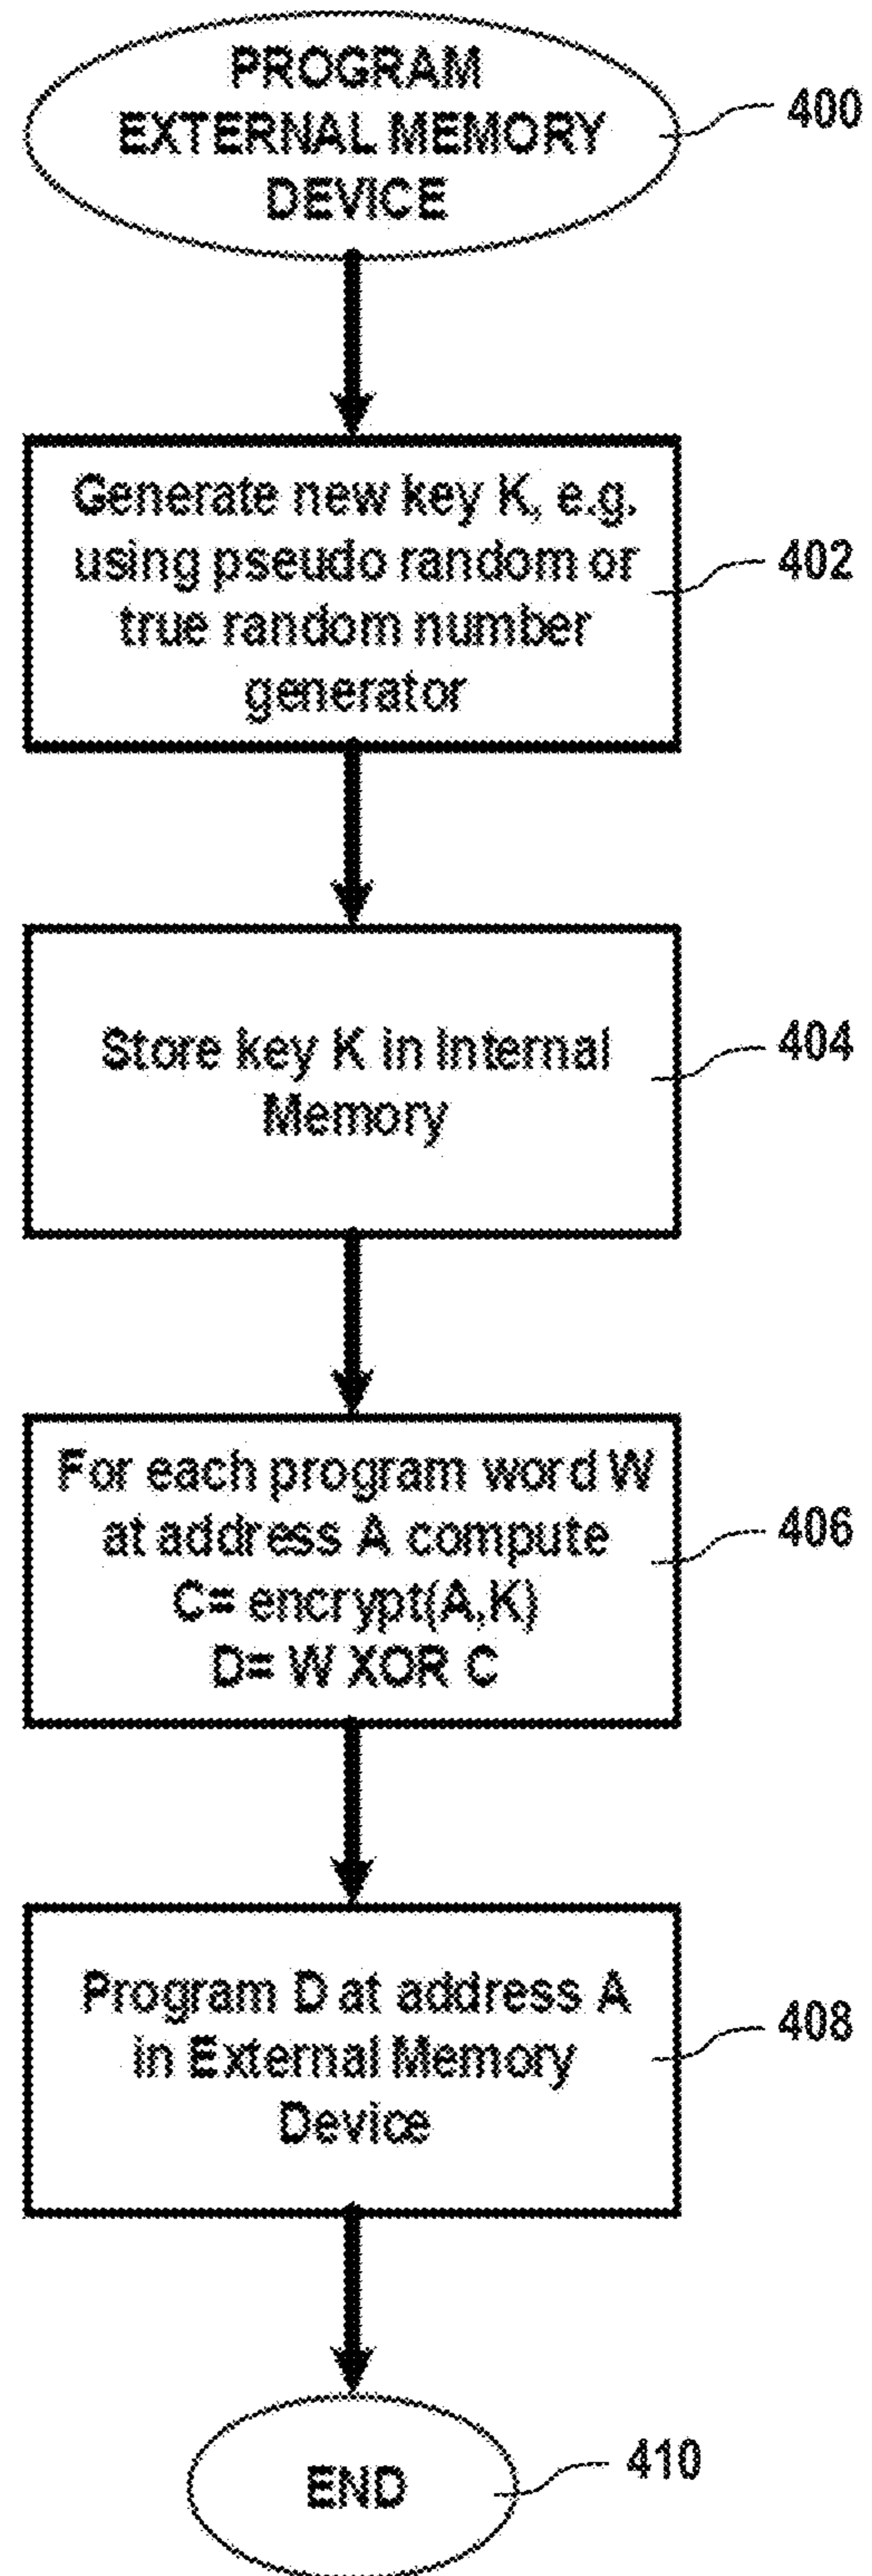 PROGRAM
EXTERNAL MEMORY
DEVICE
400
Generate new key K, e.g.
using pseudo random or
true random number
generator
402
Store key K in Internal
Memory
404
For each program word W
at address A compute
C= encrypt(A,K)
D= W XOR C
406
Program D at address A
in External Memory
Device
408
END
410